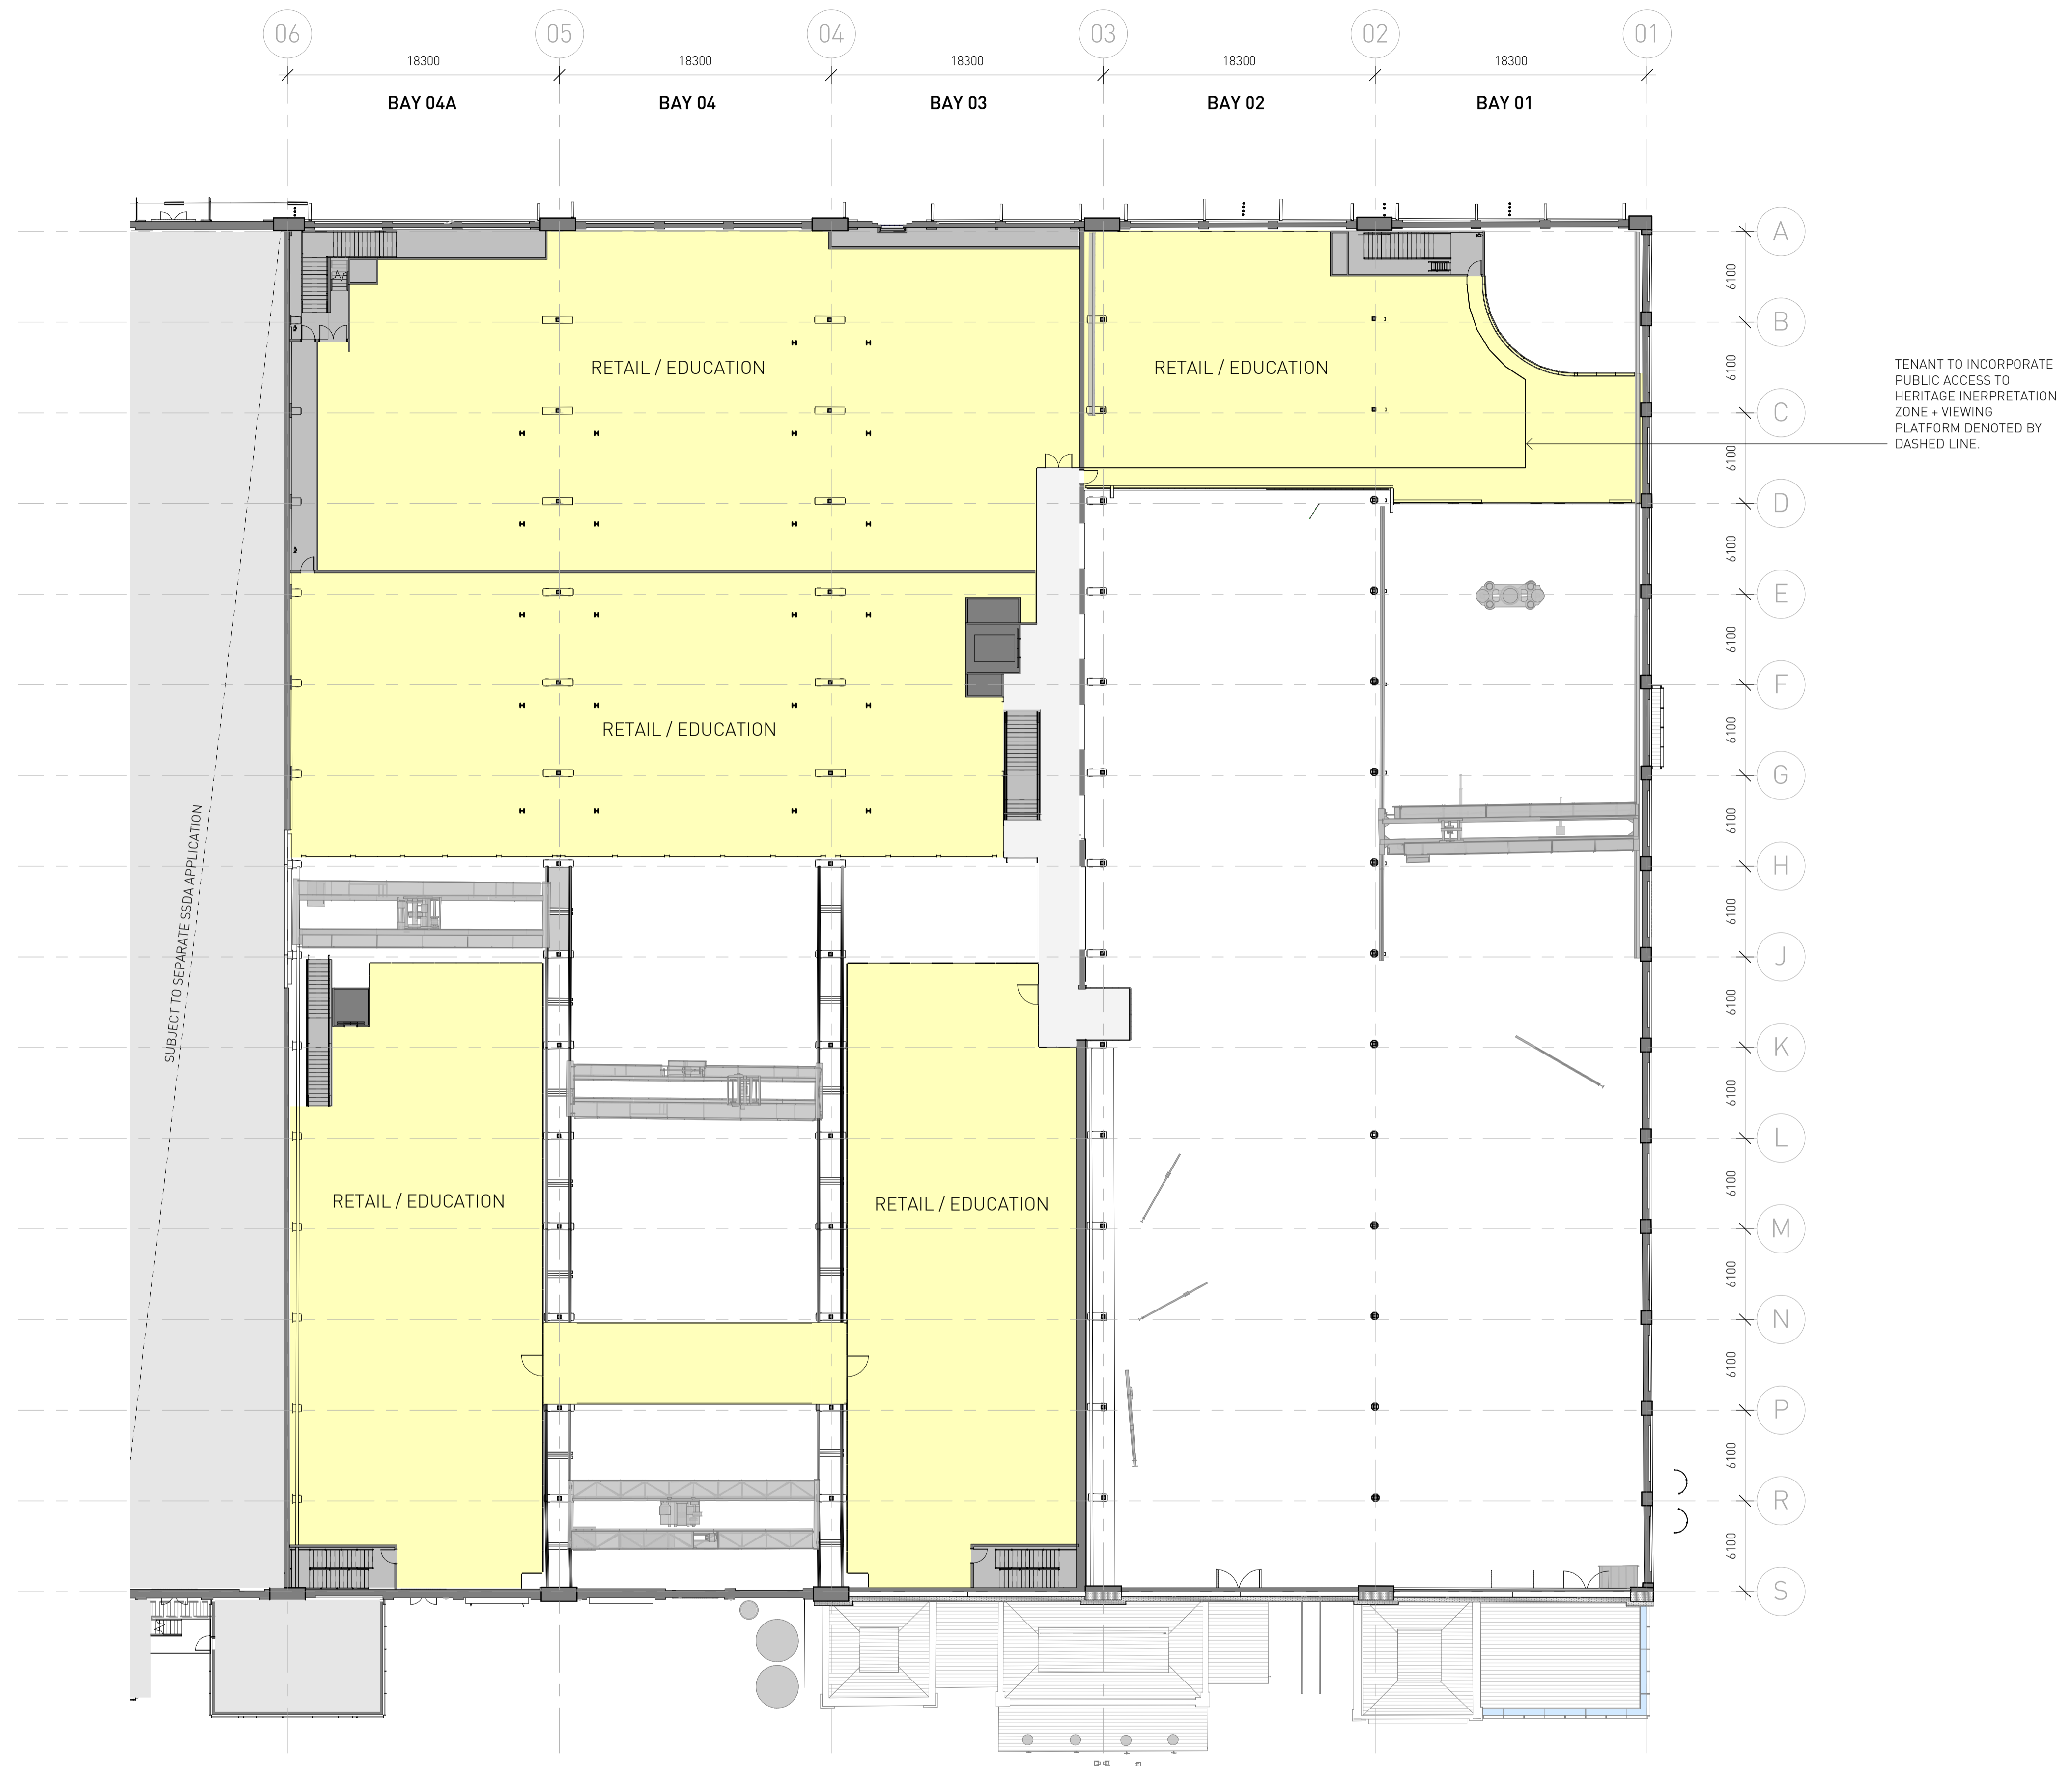 06 05 04 03 02 01
18300 18300 18300 18300 18300
BAY 04A BAY 04 BAY 03 BAY 02 BAY 01
A
6100
B
6100
RETAIL / EDUCATION RETAIL / EDUCATION
TENANT TO INCORPORATE
PUBLIC ACCESS TO
HERITAGE INERPRETATION
ZONE + VIEWING
PLATFORM DENOTED BY
DASHED LINE.
C
6100
D
6100
E
6100
F
6100
RETAIL / EDUCATION
G
6100
H
SUBJECT TO SEPARATE SSDA APPLICATION
6100
J
6100
K
6100
L
6100
RETAIL / EDUCATION RETAIL / EDUCATION
M
6100
N
6100
P
6100
R
6100
S